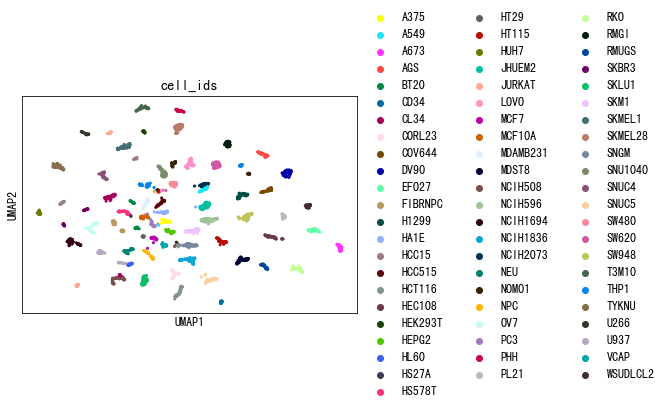 cell_ids
UMAP2
UMAP1
A375
A549
A673
AGS
BT20
CD34
CL34
CORL23
COV644
DV90
EFO27
FIBRNPC
H1299
HA1E
HCC15
HCC515
HCT116
HEC108
HEK293T
HEPG2
HL60
HS27A
HS578T
HT29
HT115
HUH7
JHUEM2
JURKAT
LOVO
MCF7
MCF10A
MDAMB231
MDST8
NCIH508
NCIH596
NCIH1694
NCIH1836
NCIH2073
NEU
NOMO1
NPC
OV7
PC3
PHH
PL21
RKO
RMGI
RMUGS
SKBR3
SKLU1
SKM1
SKMEL1
SKMEL28
SNGM
SNU1040
SNUC4
SNUC5
SW480
SW620
SW948
T3M10
THP1
TYKNU
U266
U937
VCAP
WSUDLCL2